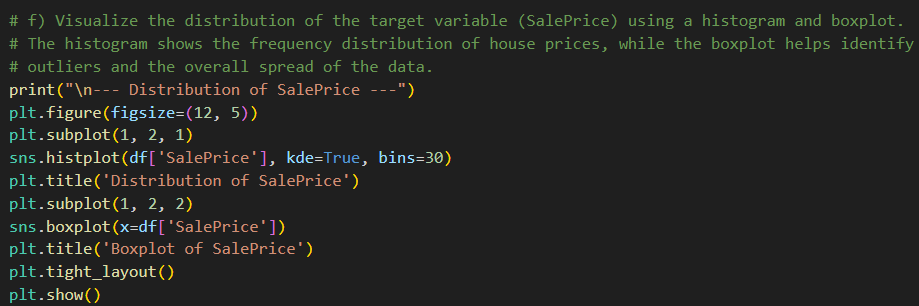 # f) Visualize the distribution of the target variable (SalePrice) using a histogram and boxplot.
# The histogram shows the frequency distribution of house prices, while the boxplot helps identify
# outliers and the overall spread of the data.
print("\n--- Distribution of SalePrice ---")
plt.figure(figsize=(12, 5))
plt.subplot(1, 2, 1)
sns.histplot(df['SalePrice'], kde=True, bins=30)
plt.title('Distribution of SalePrice')
plt.subplot(1, 2, 2)
sns.boxplot(x=df['SalePrice'])
plt.title('Boxplot of SalePrice')
plt.tight_layout()
plt.show()